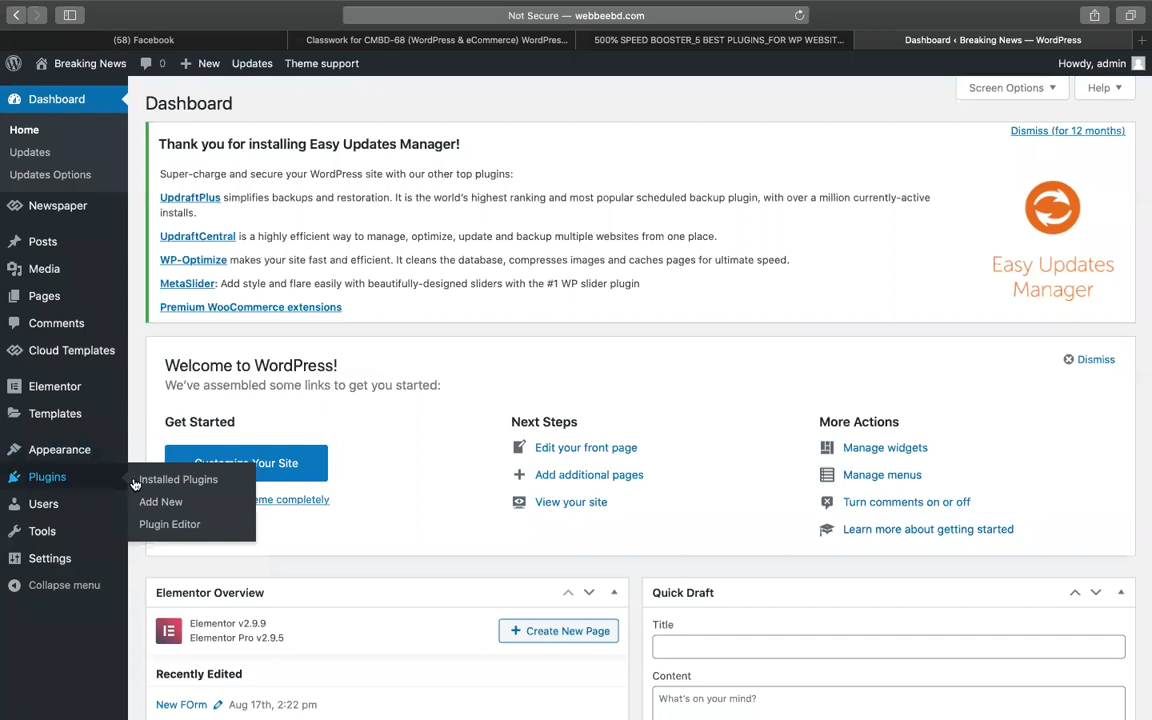 Not Secure — webbeebd.com
(58) Facebook
Classwork for CMBD-68 (WordPress & eCommerce) WordPres...
500% SPEED BOOSTER_5 BEST PLUGINS_FOR WP WEBSIT...
Dashboard ‹ Breaking News — WordPress
Breaking News
0
New
Updates
Theme support
Howdy, admin
Dashboard
Home
Updates
Updates Options
Newspaper
Posts
Media
Pages
Comments
Cloud Templates
Elementor
Templates
Appearance
Plugins
Users
Tools
Settings
Collapse menu
Installed Plugins
Add New
Plugin Editor
Screen Options
Help
Dashboard
Thank you for installing Easy Updates Manager!
Dismiss (for 12 months)
Super-charge and secure your WordPress site with our other top plugins:
UpdraftPlus simplifies backups and restoration. It is the world's highest ranking and most popular scheduled backup plugin, with over a million currently-active
installs.
UpdraftCentral is a highly efficient way to manage, optimize, update and backup multiple websites from one place.
WP-Optimize makes your site fast and efficient. It cleans the database, compresses images and caches pages for ultimate speed.
MetaSlider: Add style and flare easily with beautifully-designed sliders with the #1 WP slider plugin
Premium WooCommerce extensions
Easy Updates
Manager
Welcome to WordPress!
Dismiss
We've assembled some links to get you started:
Get Started
Customize Your Site
eme completely
Next Steps
Edit your front page
Add additional pages
View your site
More Actions
Manage widgets
Manage menus
Turn comments on or off
Learn more about getting started
Elementor Overview
Elementor v2.9.9
Elementor Pro v2.9.5
Create New Page
Recently Edited
New FOrm Aug 17th, 2:22 pm
Quick Draft
Title
Content
What's on your mind?